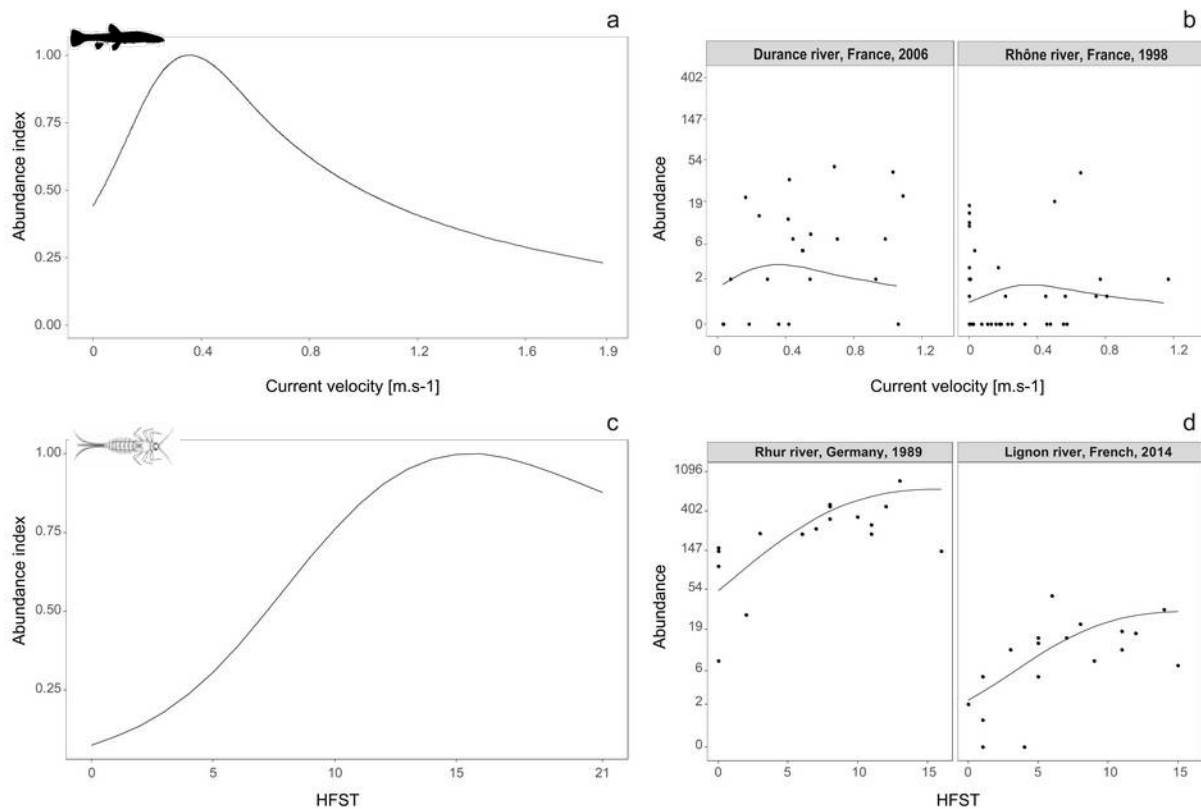 a
1.00
0.75
0.50
0.25
0.00
Abundance index
0 0.4 0.8 1.2 1.6 1.9
Current velocity [m.s-1]
b
Durance river, France, 2006 Rhône river, France, 1998
402
147
54
19
6
2
0
Abundance
0 0.4 0.8 1.2 0 0.4 0.8 1.2
Current velocity [m.s-1]
c
1.00
0.75
0.50
0.25
Abundance index
0 5 10 15 21
HFST
d
Rhur river, Germany, 1989 Lignon river, French, 2014
1096
402
147
54
19
6
2
0
Abundance
0 5 10 15 0 5 10 15
HFST